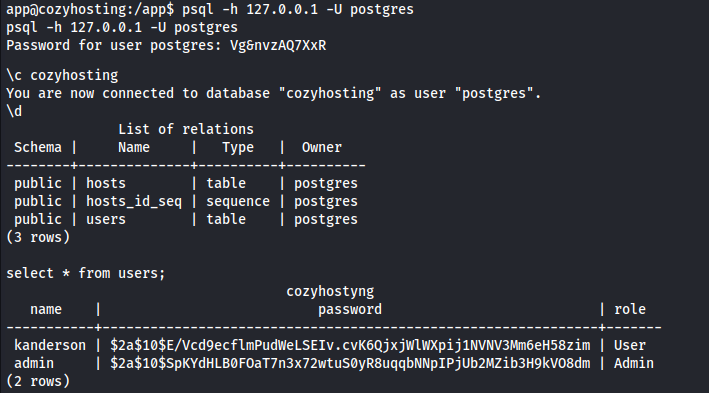 app@cozyhosting:/app$ psql -h 127.0.0.1 -U postgres
psql -h 127.0.0.1 -U postgres
Password for user postgres: Vg&nvzAQ7XxR
\c cozyhosting
You are now connected to database "cozyhosting" as user "postgres".
\d
List of relations
Schema | Name | Type | Owner
--------+--------------+----------+----------
public | hosts | table | postgres
public | hosts_id_seq | sequence | postgres
public | users | table | postgres
(3 rows)
select * from users;
cozyhostyng
name | password | role
-----------+--------------------------------------------------------------+-------
kanderson | $2a$10$E/Vcd9ecflmPudWeLSEIv.cvK6QjxjWlWXpij1NVNV3Mm6eH58zim | User
admin | $2a$10$SpKYdHLB0FOaT7n3x72wtuS0yR8uqqbNNpIPjUb2MZib3H9kVO8dm | Admin
(2 rows)